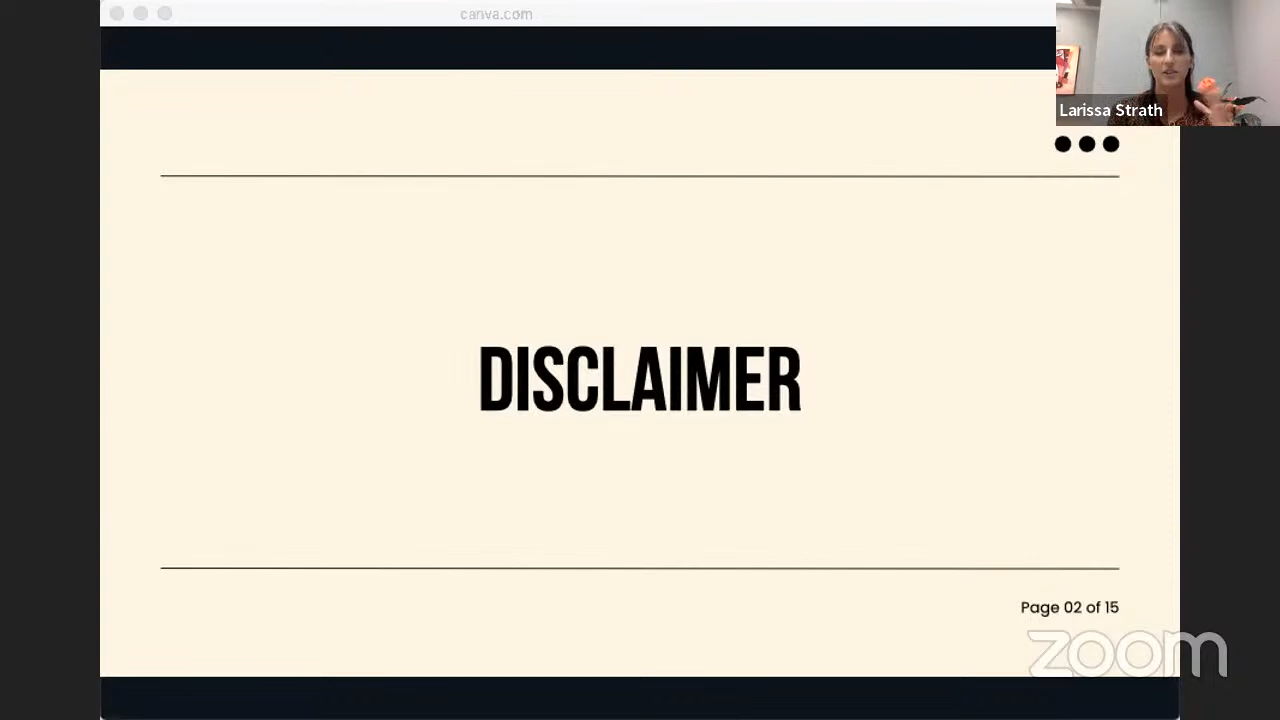 canva.com
Larissa Strath
DISCLAIMER
Page 02 of 15
zoom